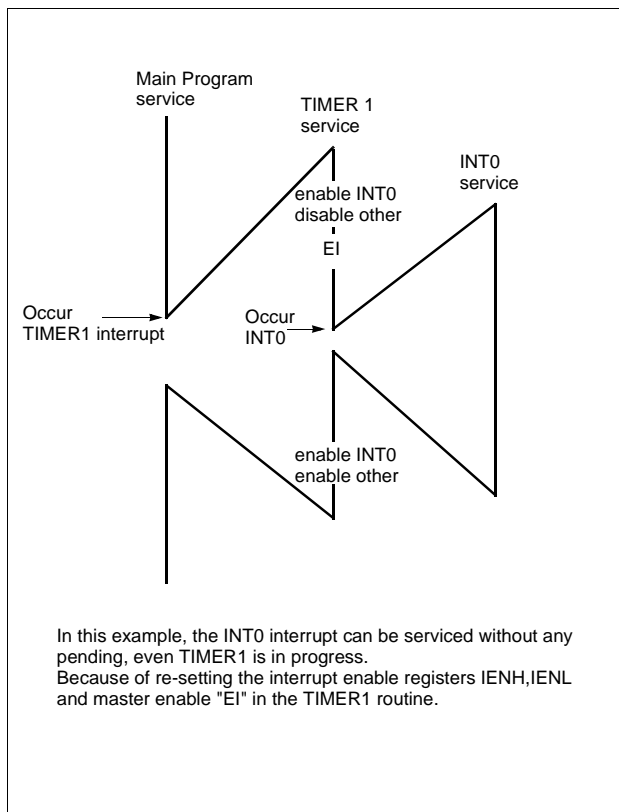 Main Program
service
TIMER 1
service
INT0
service
enable INT0
disable other
EI
Occur
TIMER1 interrupt
Occur
INT0
enable INT0
enable other
In this example, the INT0 interrupt can be serviced without any
pending, even TIMER1 is in progress.
Because of re-setting the interrupt enable registers IENH,IENL
and master enable "EI" in the TIMER1 routine.